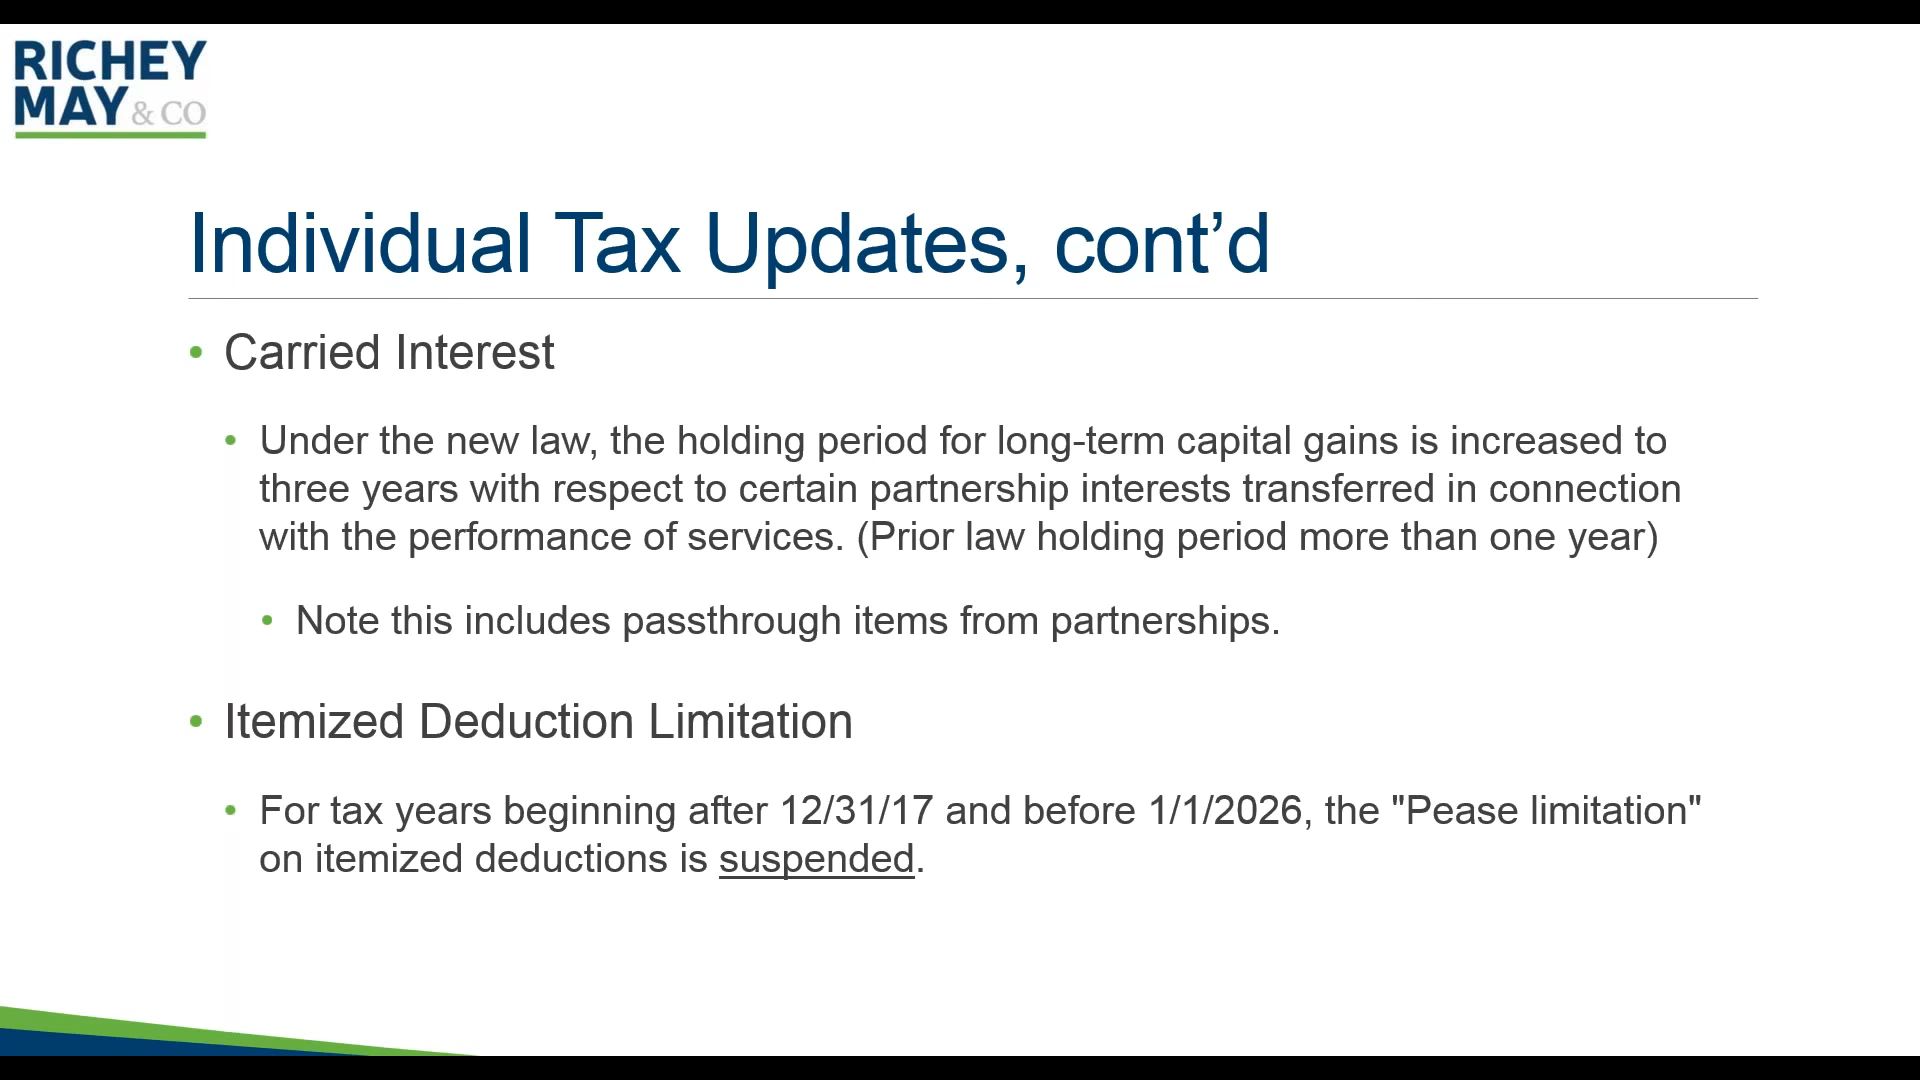 RICHEY
MAY & CO
Individual Tax Updates, cont’d
• Carried Interest
• Under the new law, the holding period for long-term capital gains is increased to
three years with respect to certain partnership interests transferred in connection
with the performance of services. (Prior law holding period more than one year)
• Note this includes passthrough items from partnerships.
• Itemized Deduction Limitation
• For tax years beginning after 12/31/17 and before 1/1/2026, the "Pease limitation"
on itemized deductions is suspended.